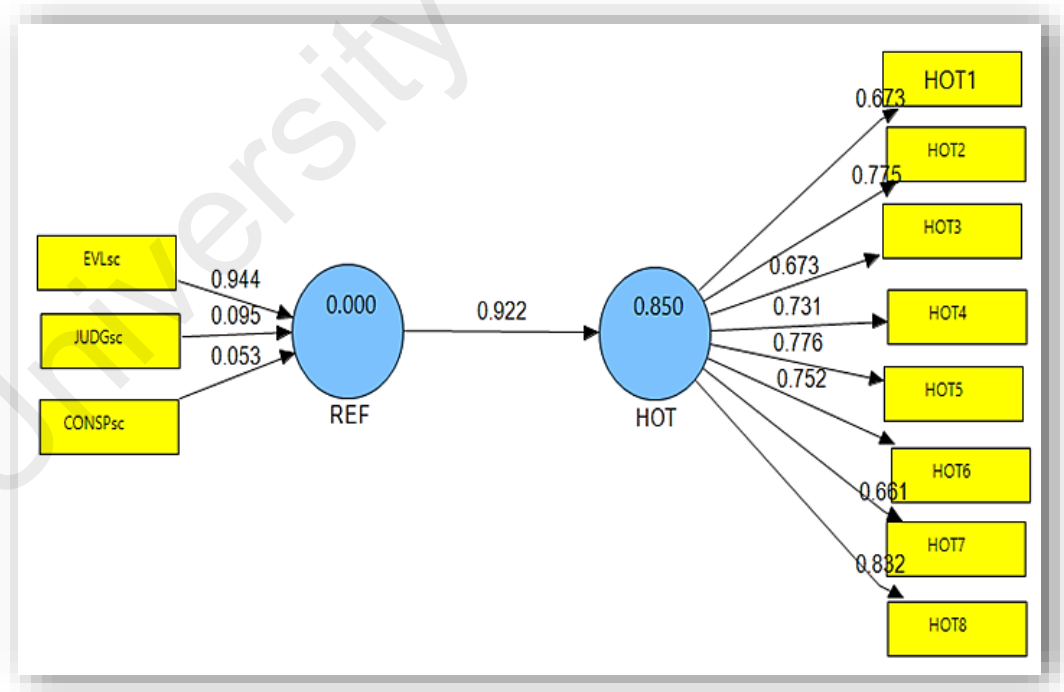 University
EVLsc
JUDGsc
CONSPsc
0.944
0.095
0.053
0.000
REF
0.922
0.850
HOT
0.673
0.775
0.673
0.731
0.776
0.752
0.661
0.832
HOT1
HOT2
HOT3
HOT4
HOT5
HOT6
HOT7
HOT8